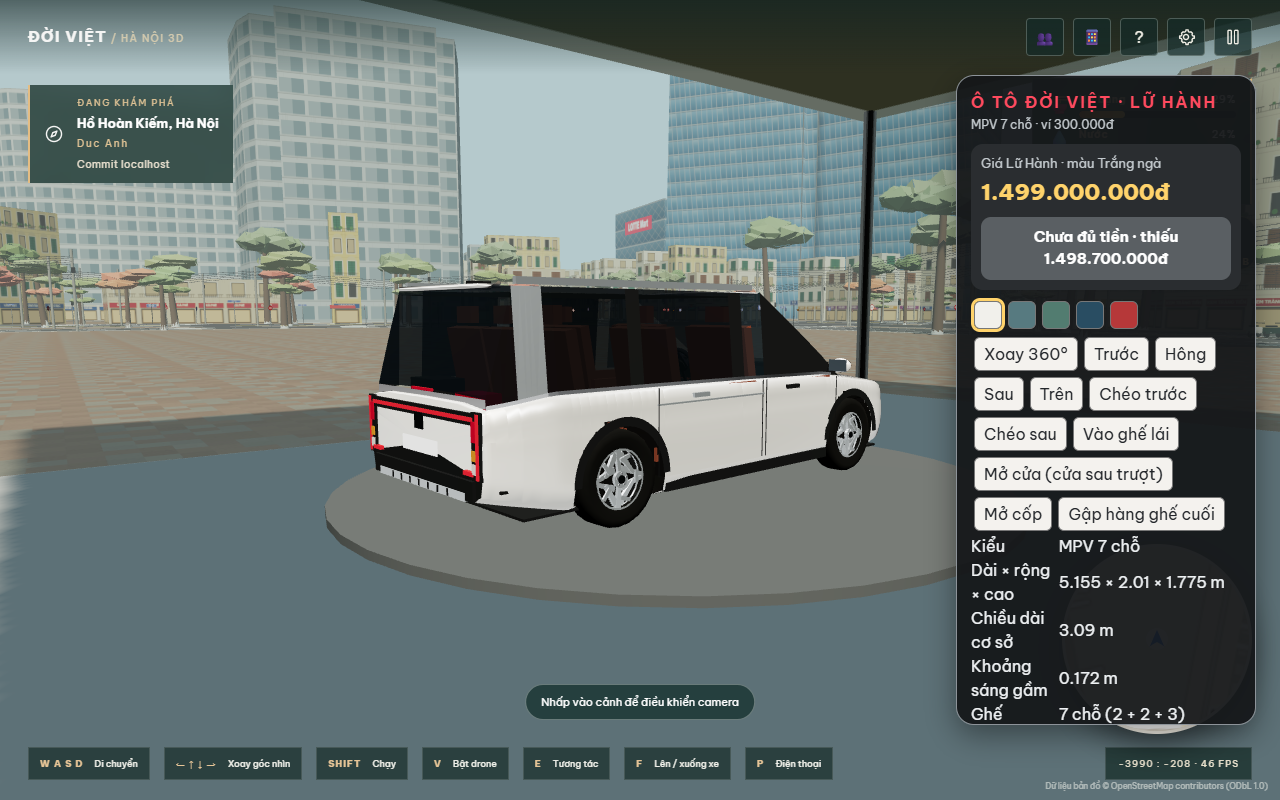 ĐỜI VIỆT / HÀ NỘI 3D
?
ĐANG KHÁM PHÁ
Hồ Hoàn Kiếm, Hà Nội
Duc Anh
Commit localhost
Ô TÔ ĐỜI VIỆT · LỮ HÀNH
MPV 7 chỗ · ví 300.000đ
24%
Giá Lữ Hành · màu Trắng ngà
1.499.000.000đ
Chưa đủ tiền · thiếu
1.498.700.000đ
Xoay 360° Trước Hông
Sau Trên Chéo trước
Chéo sau Vào ghế lái
Mở cửa (cửa sau trượt)
Mở cốp Gập hàng ghế cuối
Kiểu MPV 7 chỗ
Dài × rộng × cao 5.155 × 2.01 × 1.775 m
Chiều dài cơ sở 3.09 m
Khoảng sáng gầm 0.172 m
Ghế 7 chỗ (2 + 2 + 3)
LOTTE Mart
Nhấp vào cảnh để điều khiển camera
W A S D Di chuyển
←↑↓→ Xoay góc nhìn
SHIFT Chạy
V Bật drone
E Tương tác
F Lên / xuống xe
P Điện thoại
-3990 : -208 · 46 FPS
Dữ liệu bản đồ © OpenStreetMap contributors (ODbL 1.0)